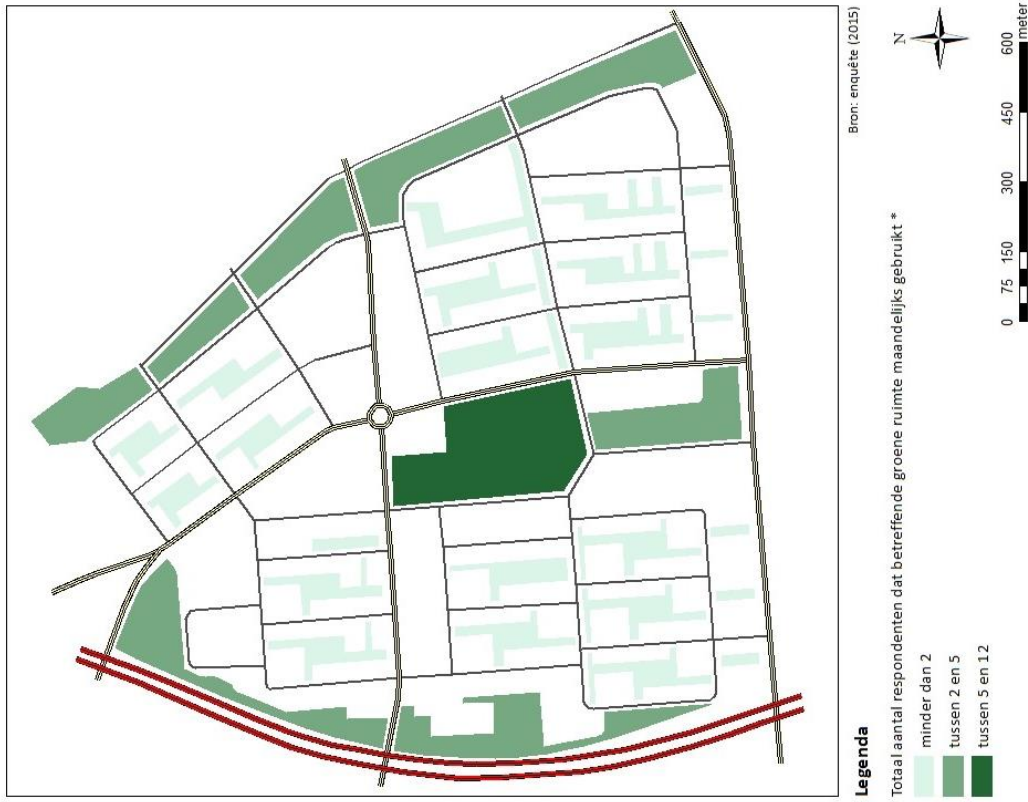 Bron: enquête (2015)
N
Legenda
Totaal aantal respondenten dat betreffende groene ruimte maandelijks gebruikt *
minder dan 2
tussen 2 en 5
tussen 5 en 12
0 75 150 300 450 600
meter